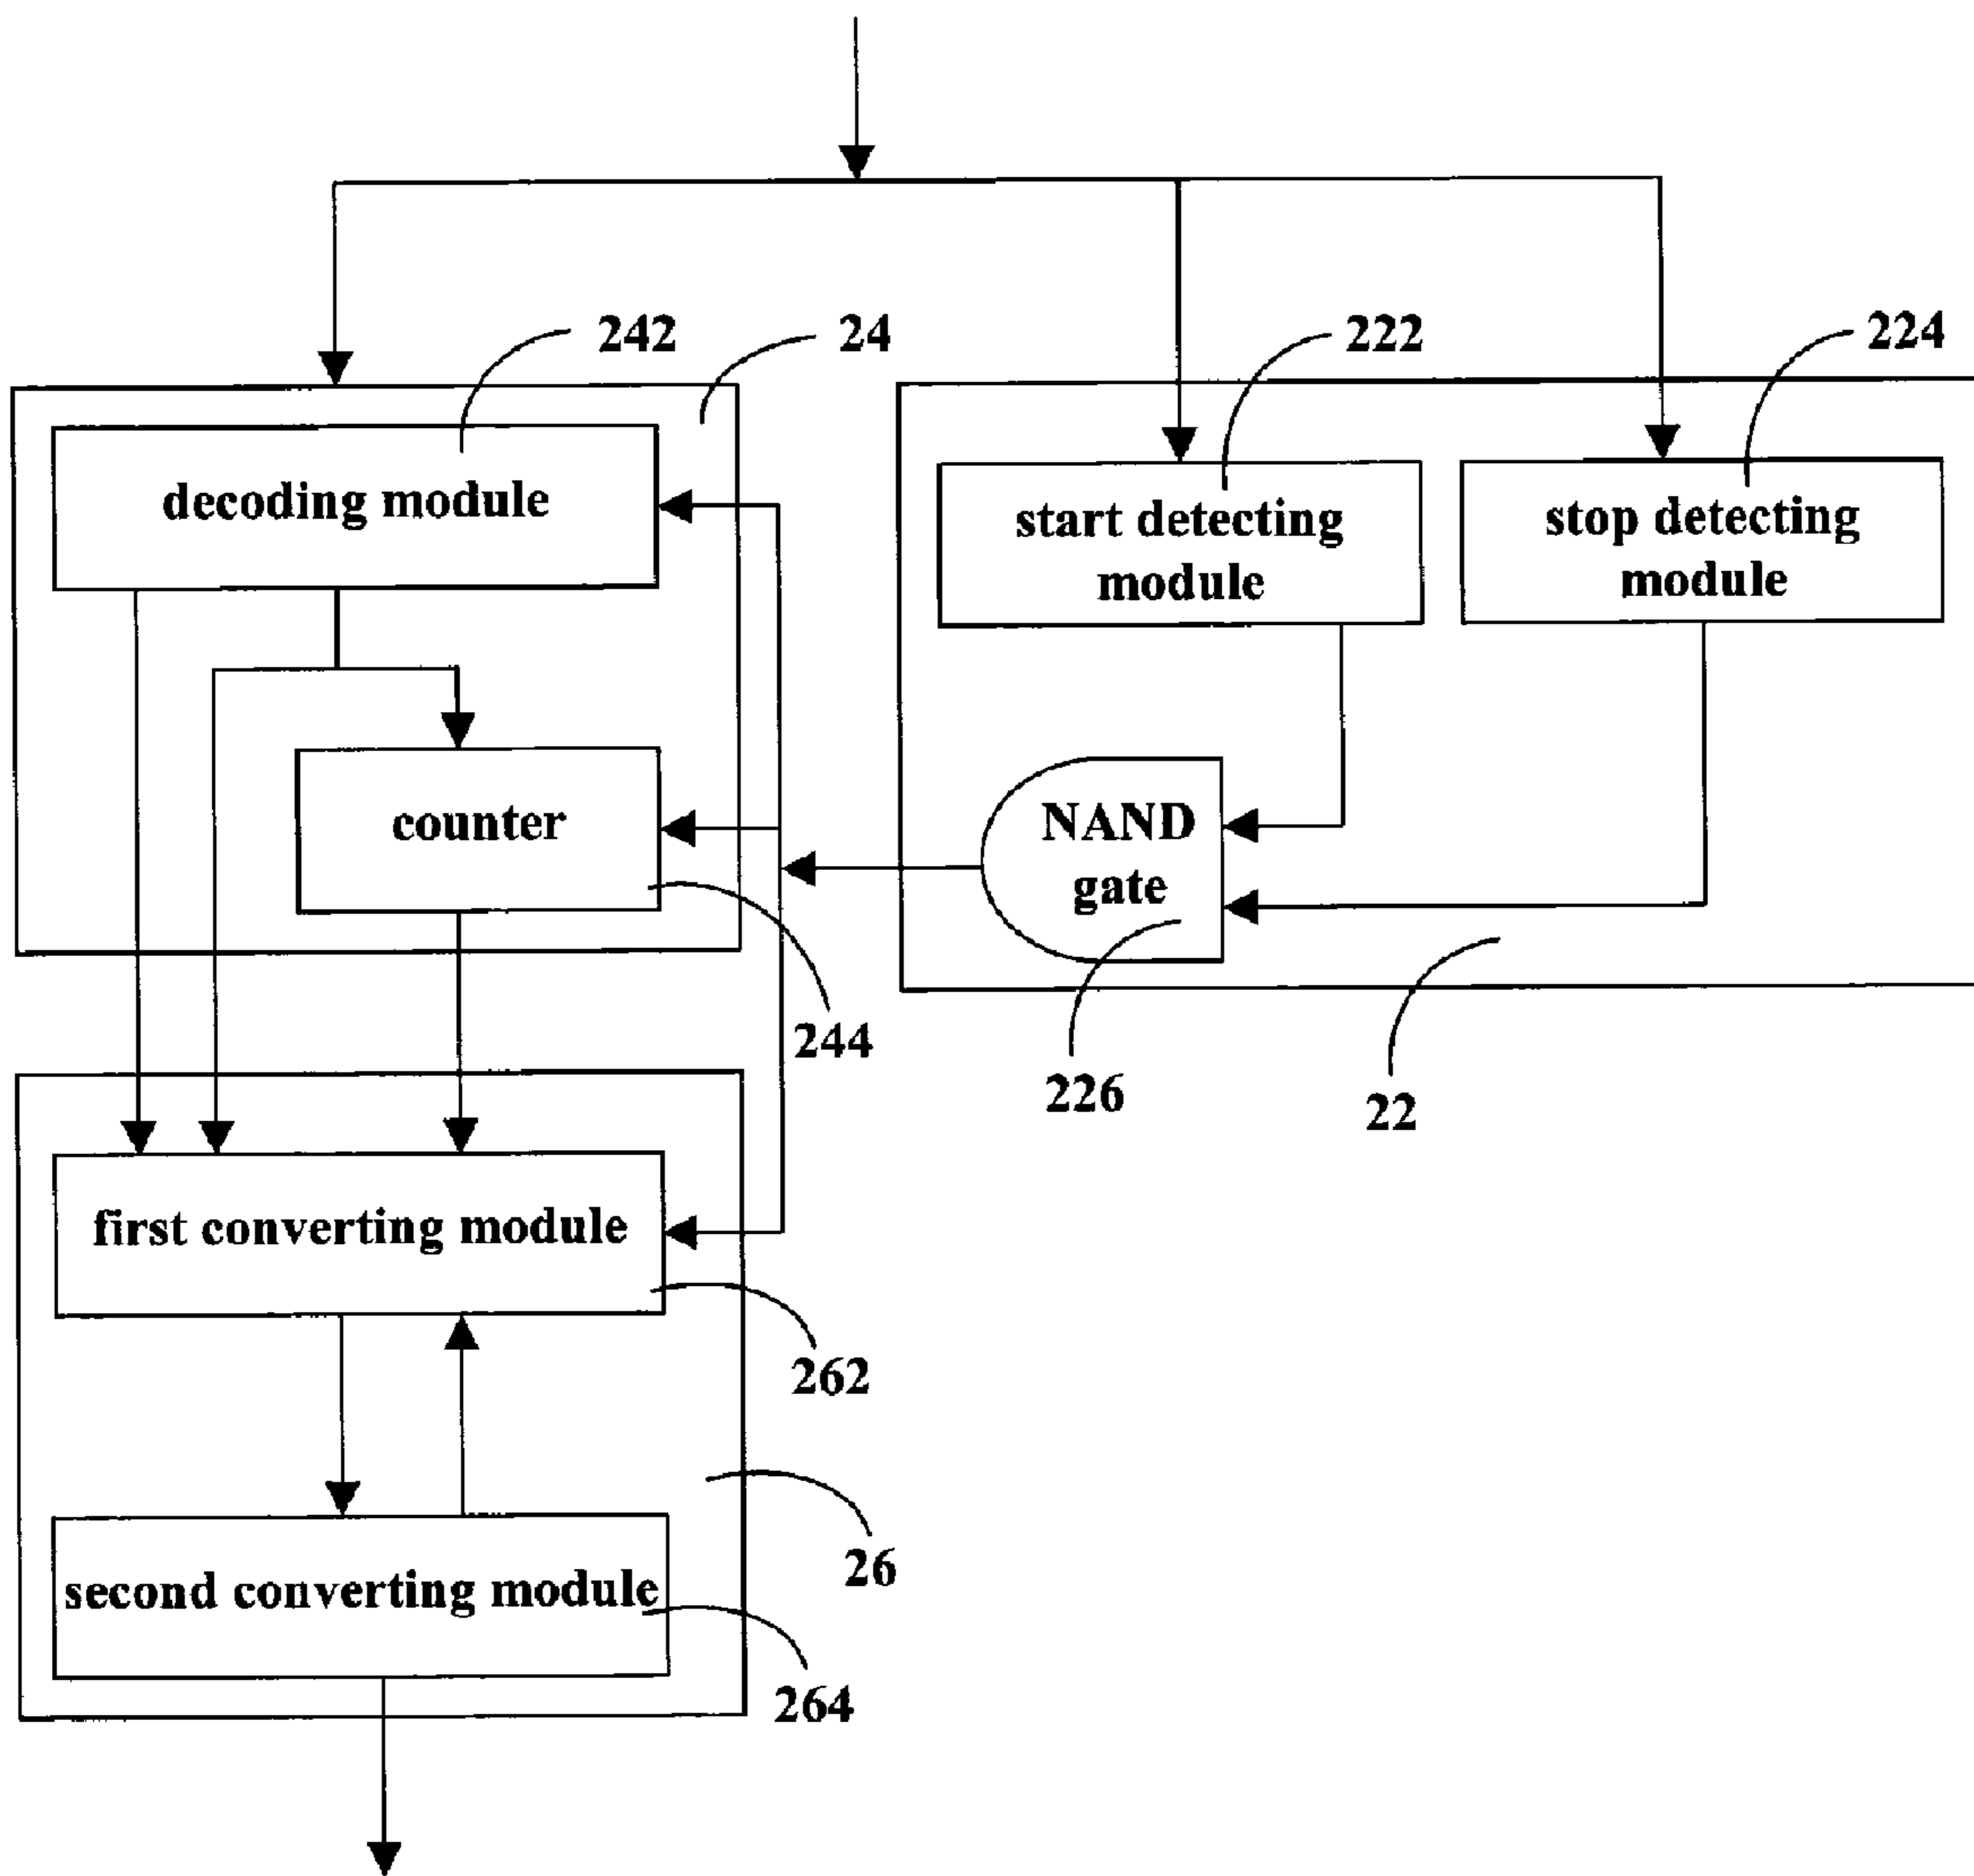 242
24
222
224
decoding module
start detecting
module
stop detecting
module
counter
NAND
gate
244
226
22
first converting module
262
26
second converting module
264